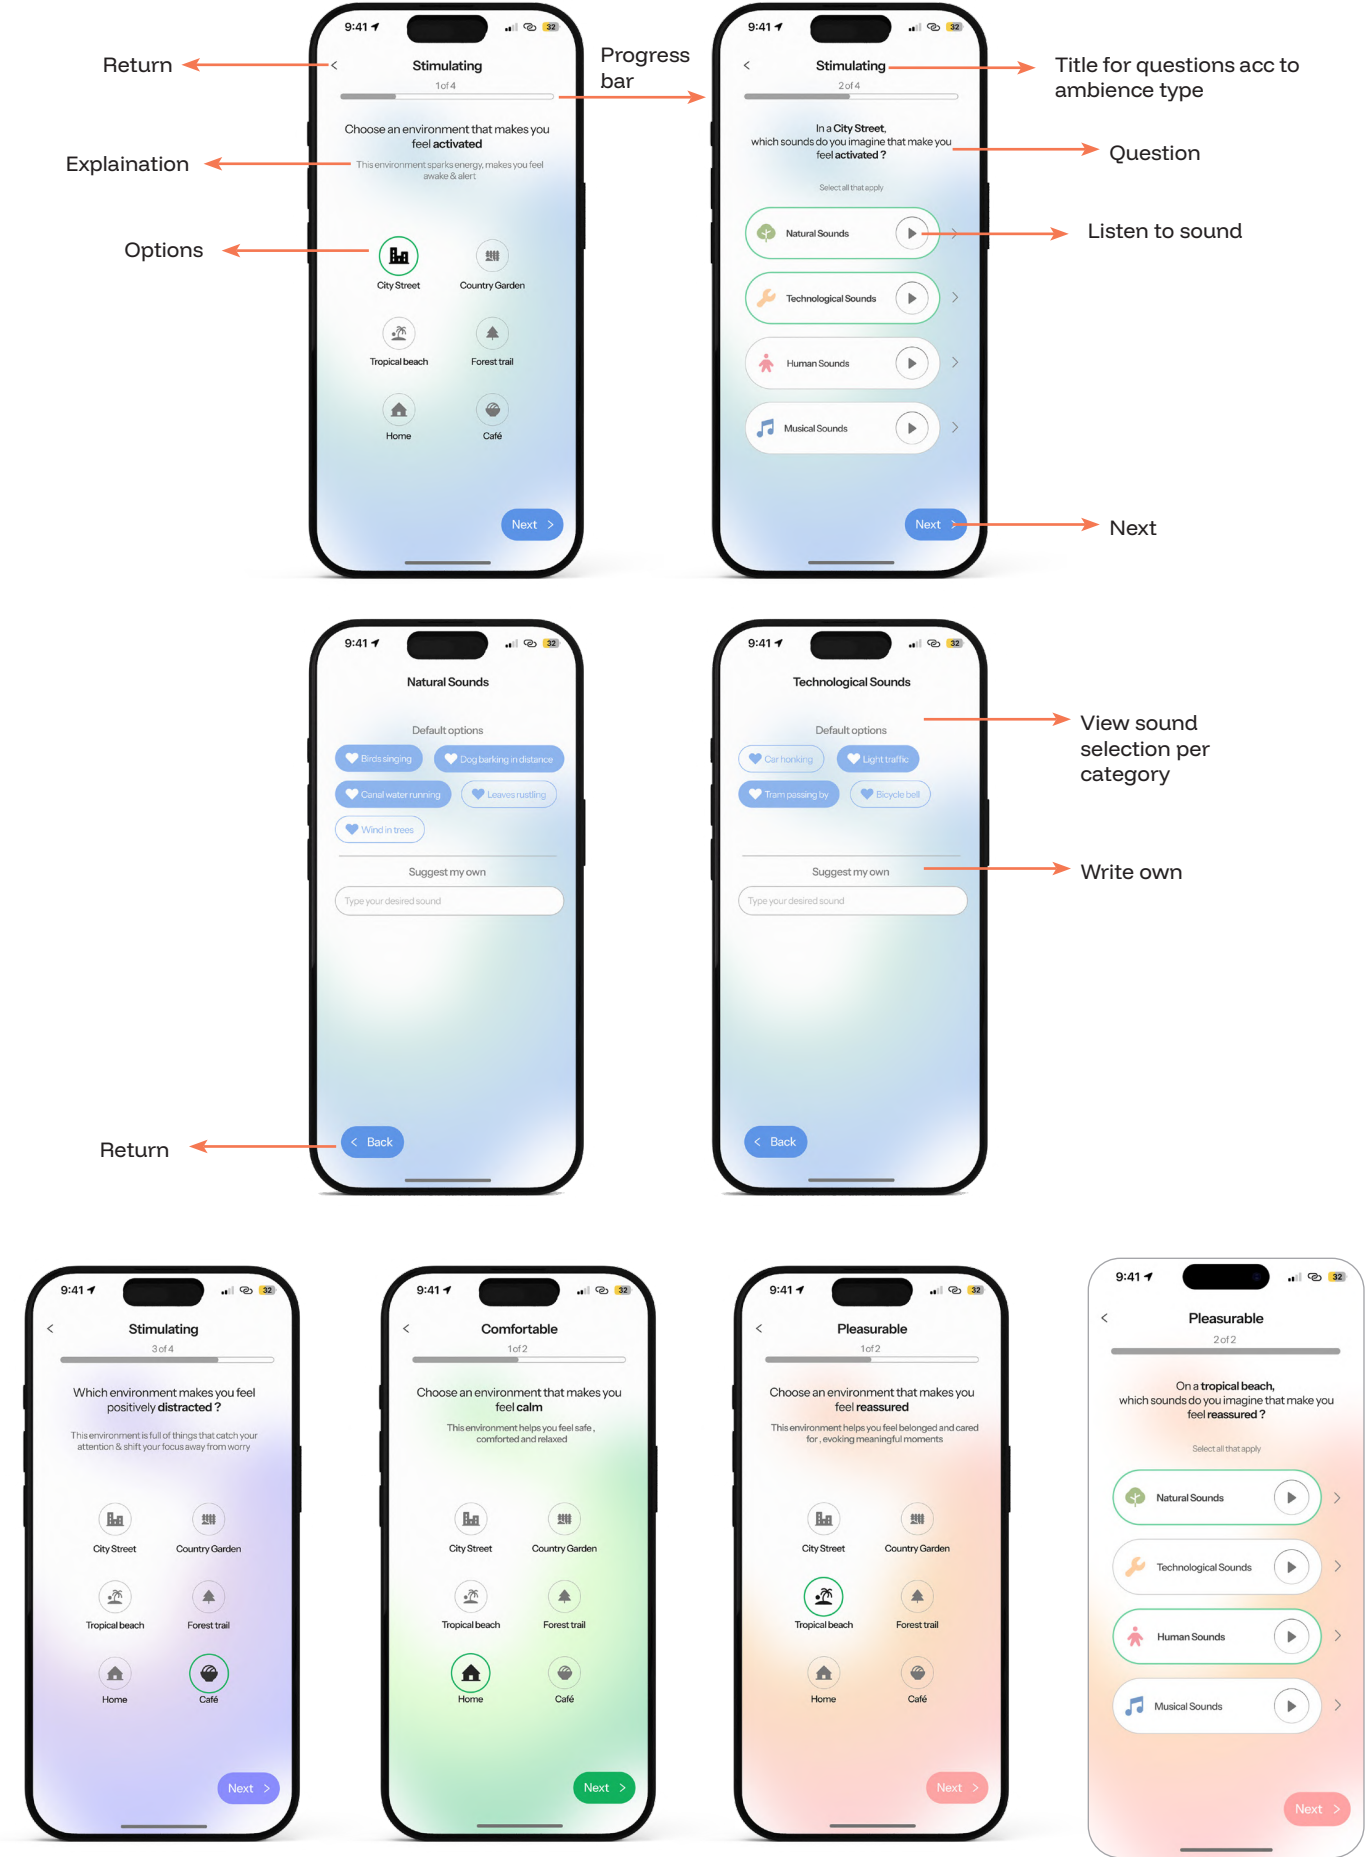 9:41
32
Stimulating
1 of 4
Choose an environment that makes you
feel activated
This environment sparks energy, makes you feel
awake & alert
City Street
Country Garden
Tropical beach
Forest trail
Home
Café
Next
Return
Explaination
Options
Progress
bar
9:41
32
Stimulating
2 of 4
In a City Street,
which sounds do you imagine that make you
feel activated ?
Select all that apply
Natural Sounds
Technological Sounds
Human Sounds
Musical Sounds
Next
Title for questions acc to
ambience type
Question
Listen to sound
Next
9:41
32
Natural Sounds
Default options
Birds singing
Dog barking in distance
Canal water running
Leaves rustling
Wind in trees
Suggest my own
Type your desired sound
Back
Return
9:41
32
Technological Sounds
Default options
Car honking
Light traffic
Tram passing by
Bicycle bell
Suggest my own
Type your desired sound
Back
View sound
selection per
category
Write own
9:41
32
Stimulating
3 of 4
Which environment makes you feel
positively distracted ?
This environment is full of things that catch your
attention & shift your focus away from worry
City Street
Country Garden
Tropical beach
Forest trail
Home
Café
Next
9:41
32
Comfortable
1 of 2
Choose an environment that makes you
feel calm
This environment helps you feel safe ,
comforted and relaxed
City Street
Country Garden
Tropical beach
Forest trail
Home
Café
Next
9:41
32
Pleasurable
1 of 2
Choose an environment that makes you
feel reassured
This environment helps you feel belonged and cared
for , evoking meaningful moments
City Street
Country Garden
Tropical beach
Forest trail
Home
Café
Next
9:41
32
Pleasurable
2 of 2
On a tropical beach,
which sounds do you imagine that make you
feel reassured ?
Select all that apply
Natural Sounds
Technological Sounds
Human Sounds
Musical Sounds
Next